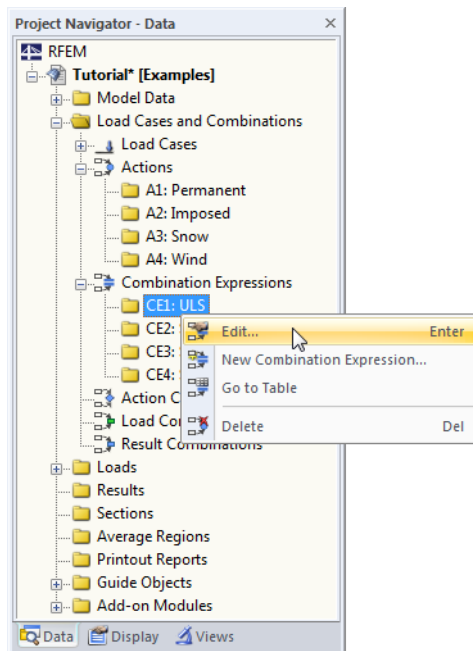 Project Navigator - Data
RFEM
Tutorial* [Examples]
Model Data
Load Cases and Combinations
Load Cases
Actions
A1: Permanent
A2: Imposed
A3: Snow
A4: Wind
Combination Expressions
CE1: ULS
CE2:
Edit... Enter
CE3:
New Combination Expression...
CE4:
Go to Table
Action C
Load Co
Delete Del
Result Combinations
Loads
Results
Sections
Average Regions
Printout Reports
Guide Objects
Add-on Modules
Data Display Views